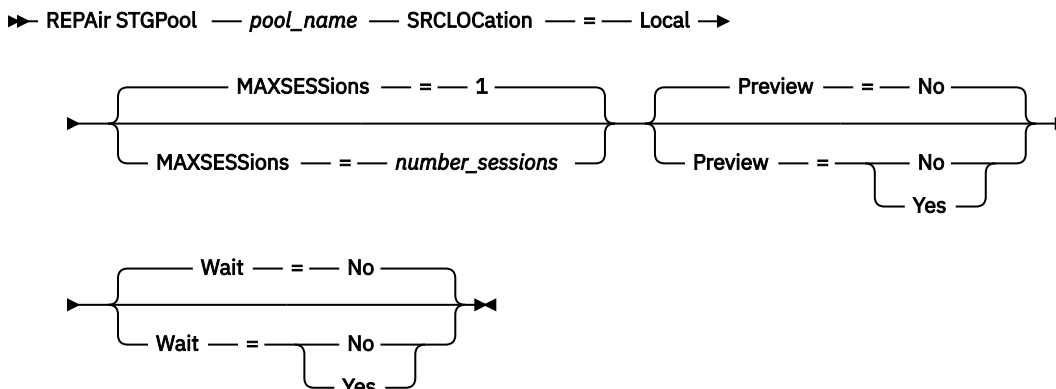 REPAir STGPool pool_name SRCLOCation = Local
MAXSESSions = 1 Preview = No
MAXSESSions = number_sessions Preview = No
Yes
Wait = No
Wait = No
Yes